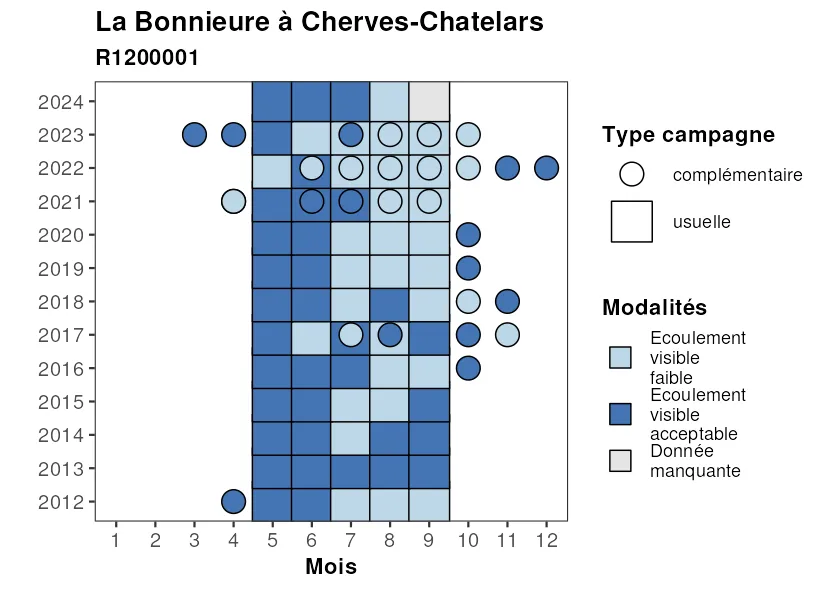 La Bonnieure à Cherves-Chatelars
R1200001
2024
2023
2022
2021
2020
2019
2018
2017
2016
2015
2014
2013
2012
1 2 3 4 5 6 7 8 9 10 11 12
Mois
Type campagne
complémentaire
usuelle
Modalités
Ecoulement
visible
faible
Ecoulement
visible
acceptable
Donnée
manquante